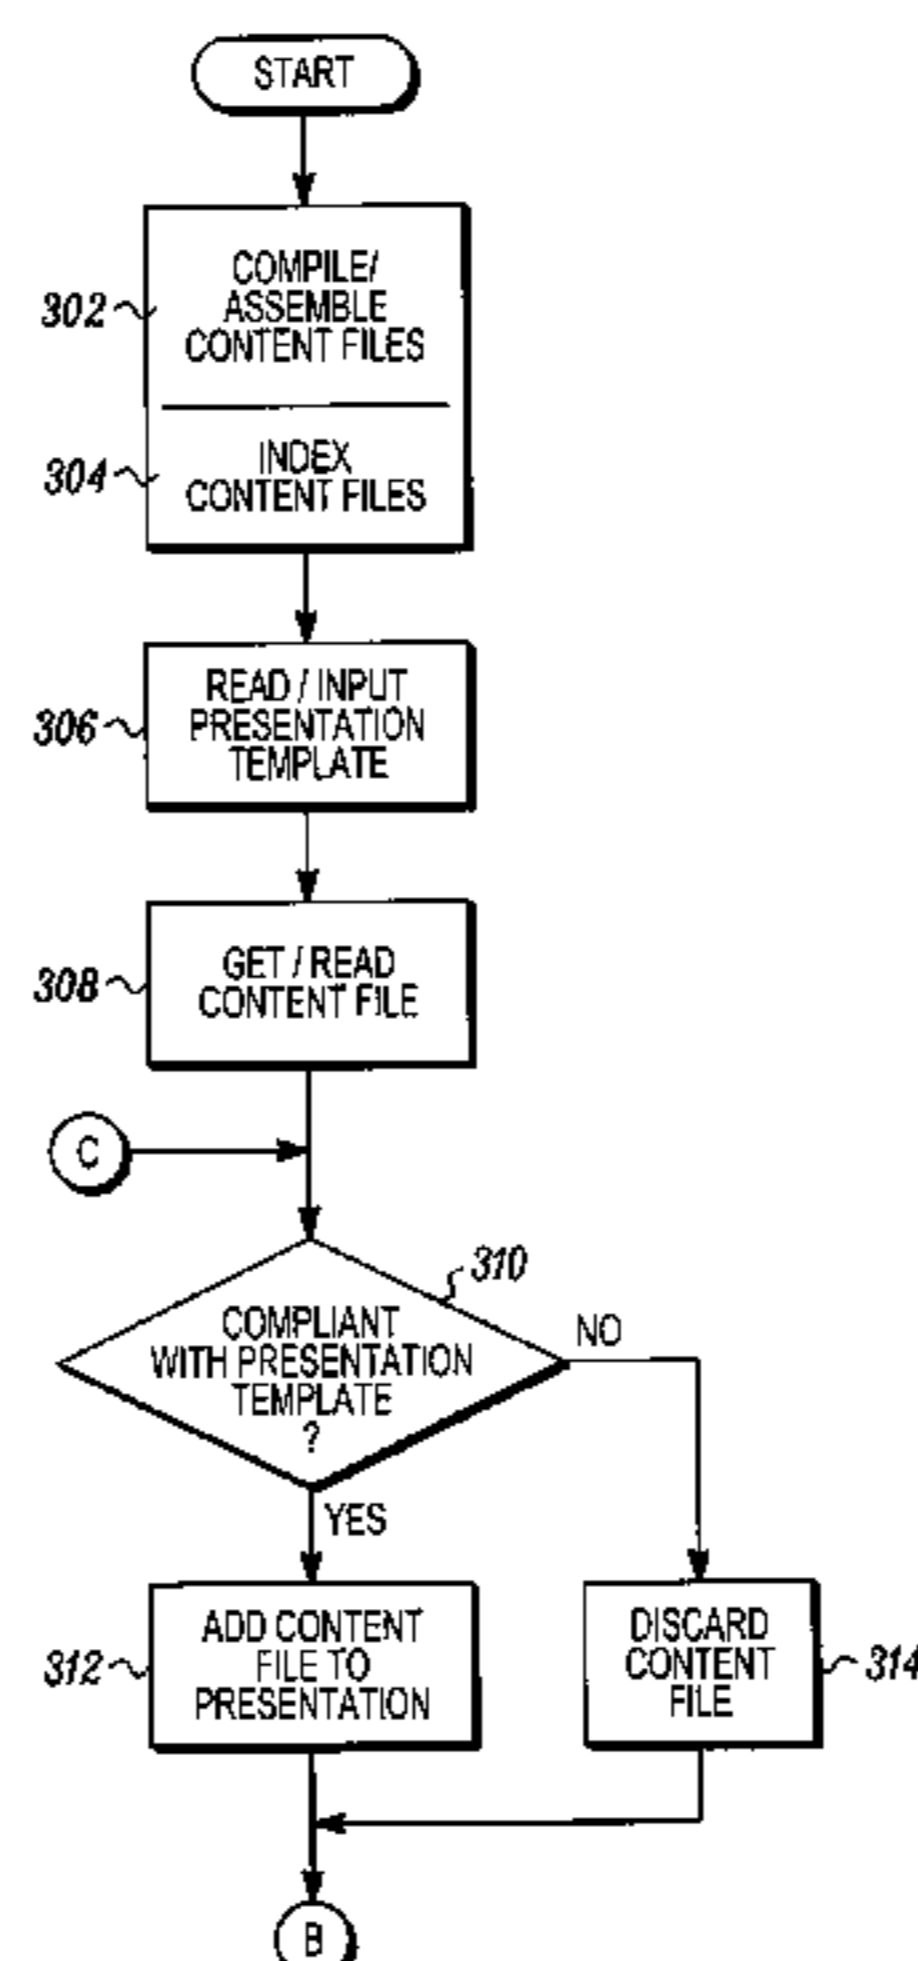 START
302
COMPILE/
ASSEMBLE
CONTENT FILES
304
INDEX
CONTENT FILES
306
READ / INPUT
PRESENTATION
TEMPLATE
308
GET / READ
CONTENT FILE
C
310
COMPLIANT
WITH PRESENTATION
TEMPLATE
?
NO
YES
312
ADD CONTENT
FILE TO
PRESENTATION
DISCARD
CONTENT
FILE
314
B